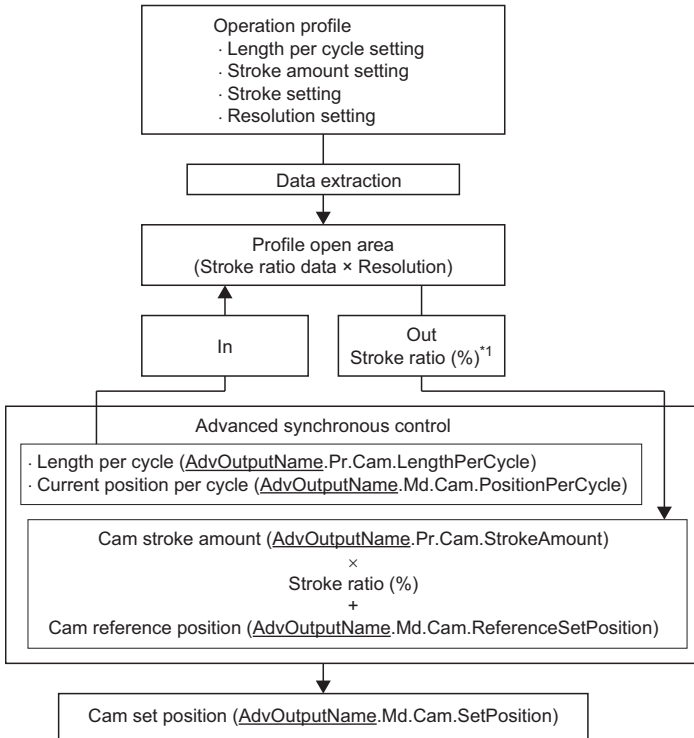 Operation profile
· Length per cycle setting
· Stroke amount setting
· Stroke setting
· Resolution setting
Data extraction
Profile open area
(Stroke ratio data × Resolution)
In
Out
Stroke ratio (%)*1
Advanced synchronous control
· Length per cycle (AdvOutputName.Pr.Cam.LengthPerCycle)
· Current position per cycle (AdvOutputName.Md.Cam.PositionPerCycle)
Cam stroke amount (AdvOutputName.Pr.Cam.StrokeAmount)
×
Stroke ratio (%)
+
Cam reference position (AdvOutputName.Md.Cam.ReferenceSetPosition)
Cam set position (AdvOutputName.Md.Cam.SetPosition)